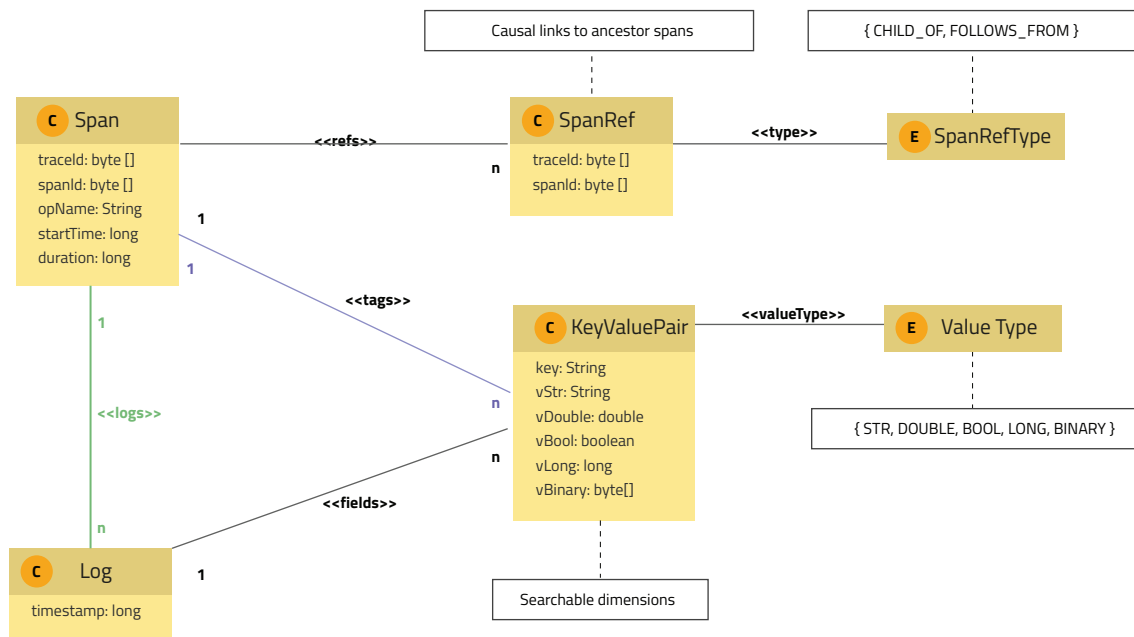 Causal links to ancestor spans
{ CHILD_OF, FOLLOWS_FROM }
C Span
traceId: byte []
spanId: byte []
opName: String
startTime: long
duration: long
<<refs>>
n
1
C SpanRef
traceId: byte []
spanId: byte []
<<type>>
E SpanRefType
1
<<tags>>
n
C KeyValuePair
key: String
vStr: String
vDouble: double
vBool: boolean
vLong: long
vBinary: byte[]
<<valueType>>
E Value Type
{ STR, DOUBLE, BOOL, LONG, BINARY }
1
<<logs>>
n
<<fields>>
n
1
C Log
timestamp: long
Searchable dimensions